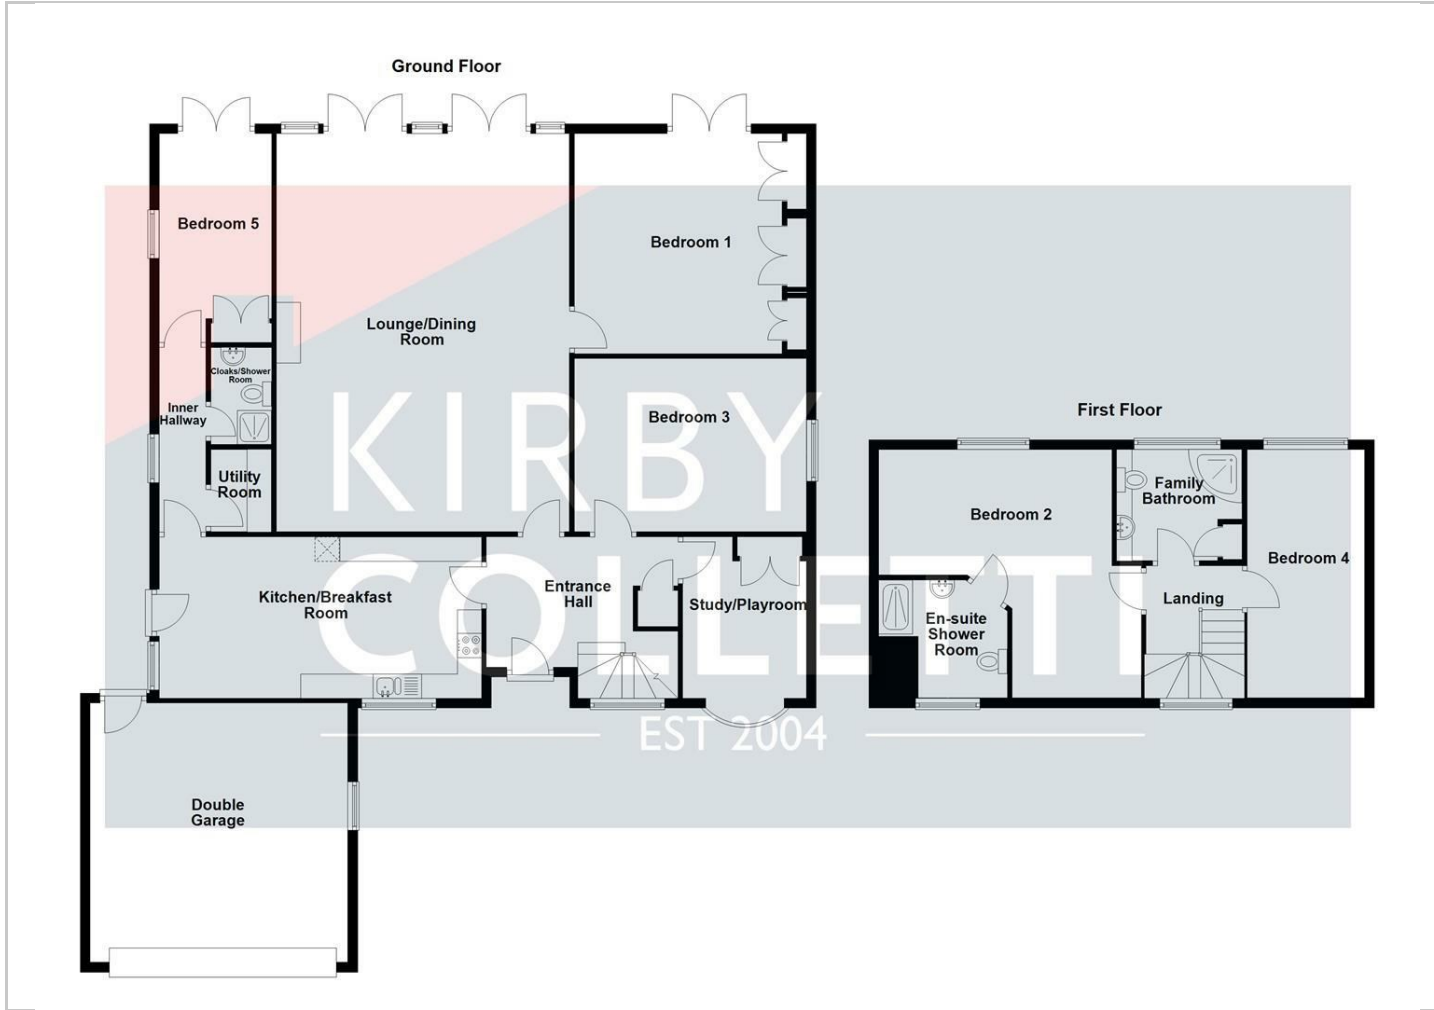 Ground Floor
Bedroom 5
Bedroom 1
Lounge/Dining
Room
Cloaks/Shower
Room
Inner
Hallway
Bedroom 3
Utility
Room
KIRBY
COLLETTI
EST 2004
Kitchen/Breakfast
Room
Entrance
Hall
Study/Playroom
Double
Garage
First Floor
Family
Bathroom
Bedroom 2
Bedroom 4
Landing
En-suite
Shower
Room